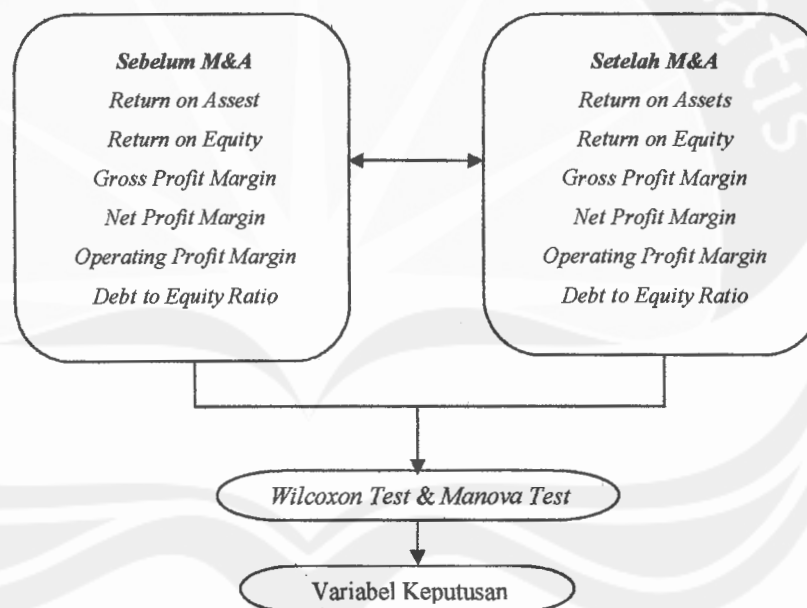 Sebelum M&A
Return on Assest
Return on Equity
Gross Profit Margin
Net Profit Margin
Operating Profit Margin
Debt to Equity Ratio
Setelah M&A
Return on Assets
Return on Equity
Gross Profit Margin
Net Profit Margin
Operating Profit Margin
Debt to Equity Ratio
Wilcoxon Test & Manova Test
Variabel Keputusan